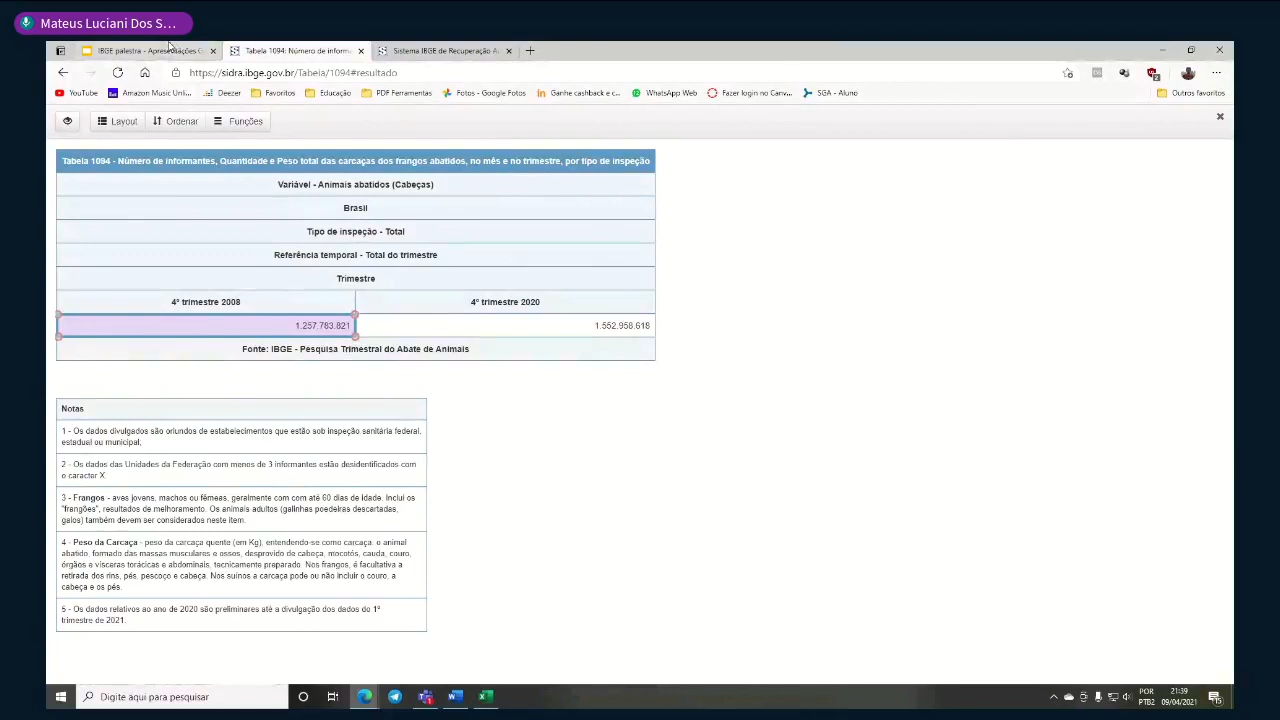 Mateus Luciani Dos S...
IBGE palestra - Apresentações G
Tabela 1094: Número de inform
Sistema IBGE de Recuperação A
https://sidra.ibge.gov.br/Tabela/1094#resultado
YouTube
Amazon Music Unli...
Deezer
Favoritos
Educação
PDF Ferramentas
Fotos - Google Fotos
Ganhe cashback e c...
WhatsApp Web
Fazer login no Canv...
SGA - Aluno
Outros favoritos
Layout
Ordenar
Funções
Tabela 1094 - Número de informantes, Quantidade e Peso total das carcaças dos frangos abatidos, no mês e no trimestre, por tipo de inspeção
Variável - Animais abatidos (Cabeças)
Brasil
Tipo de inspeção - Total
Referência temporal - Total do trimestre
Trimestre
4º trimestre 2008
4º trimestre 2020
1.257.783.821
1.552.958.618
Fonte: IBGE - Pesquisa Trimestral do Abate de Animais
Notas
1 - Os dados divulgados são oriundos de estabelecimentos que estão sob inspeção sanitária federal,
estadual ou municipal;
2 - Os dados das Unidades da Federação com menos de 3 informantes estão desidentificados com
o caracter X.
3 - Frangos - aves jovens, machos ou fêmeas, geralmente com com até 60 dias de idade. Inclui os
"frangões", resultados de melhoramento. Os animais adultos (galinhas poedeiras descartadas,
galos) também devem ser considerados neste item.
4 - Peso da Carcaça - peso da carcaça quente (em Kg), entendendo-se como carcaça, o animal
abatido, formado das massas musculares e ossos, desprovido de cabeça, mocotós, cauda, couro,
órgãos e vísceras torácicas e abdominais, tecnicamente preparado. Nos frangos, é facultativa a
retirada dos rins, pés, pescoço e cabeça. Nos suínos a carcaça pode ou não incluir o couro, a
cabeça e os pés.
5 - Os dados relativos ao ano de 2020 são preliminares até a divulgação dos dados do 1º
trimestre de 2021.
Digite aqui para pesquisar
POR
PTB2
21:39
09/04/2021